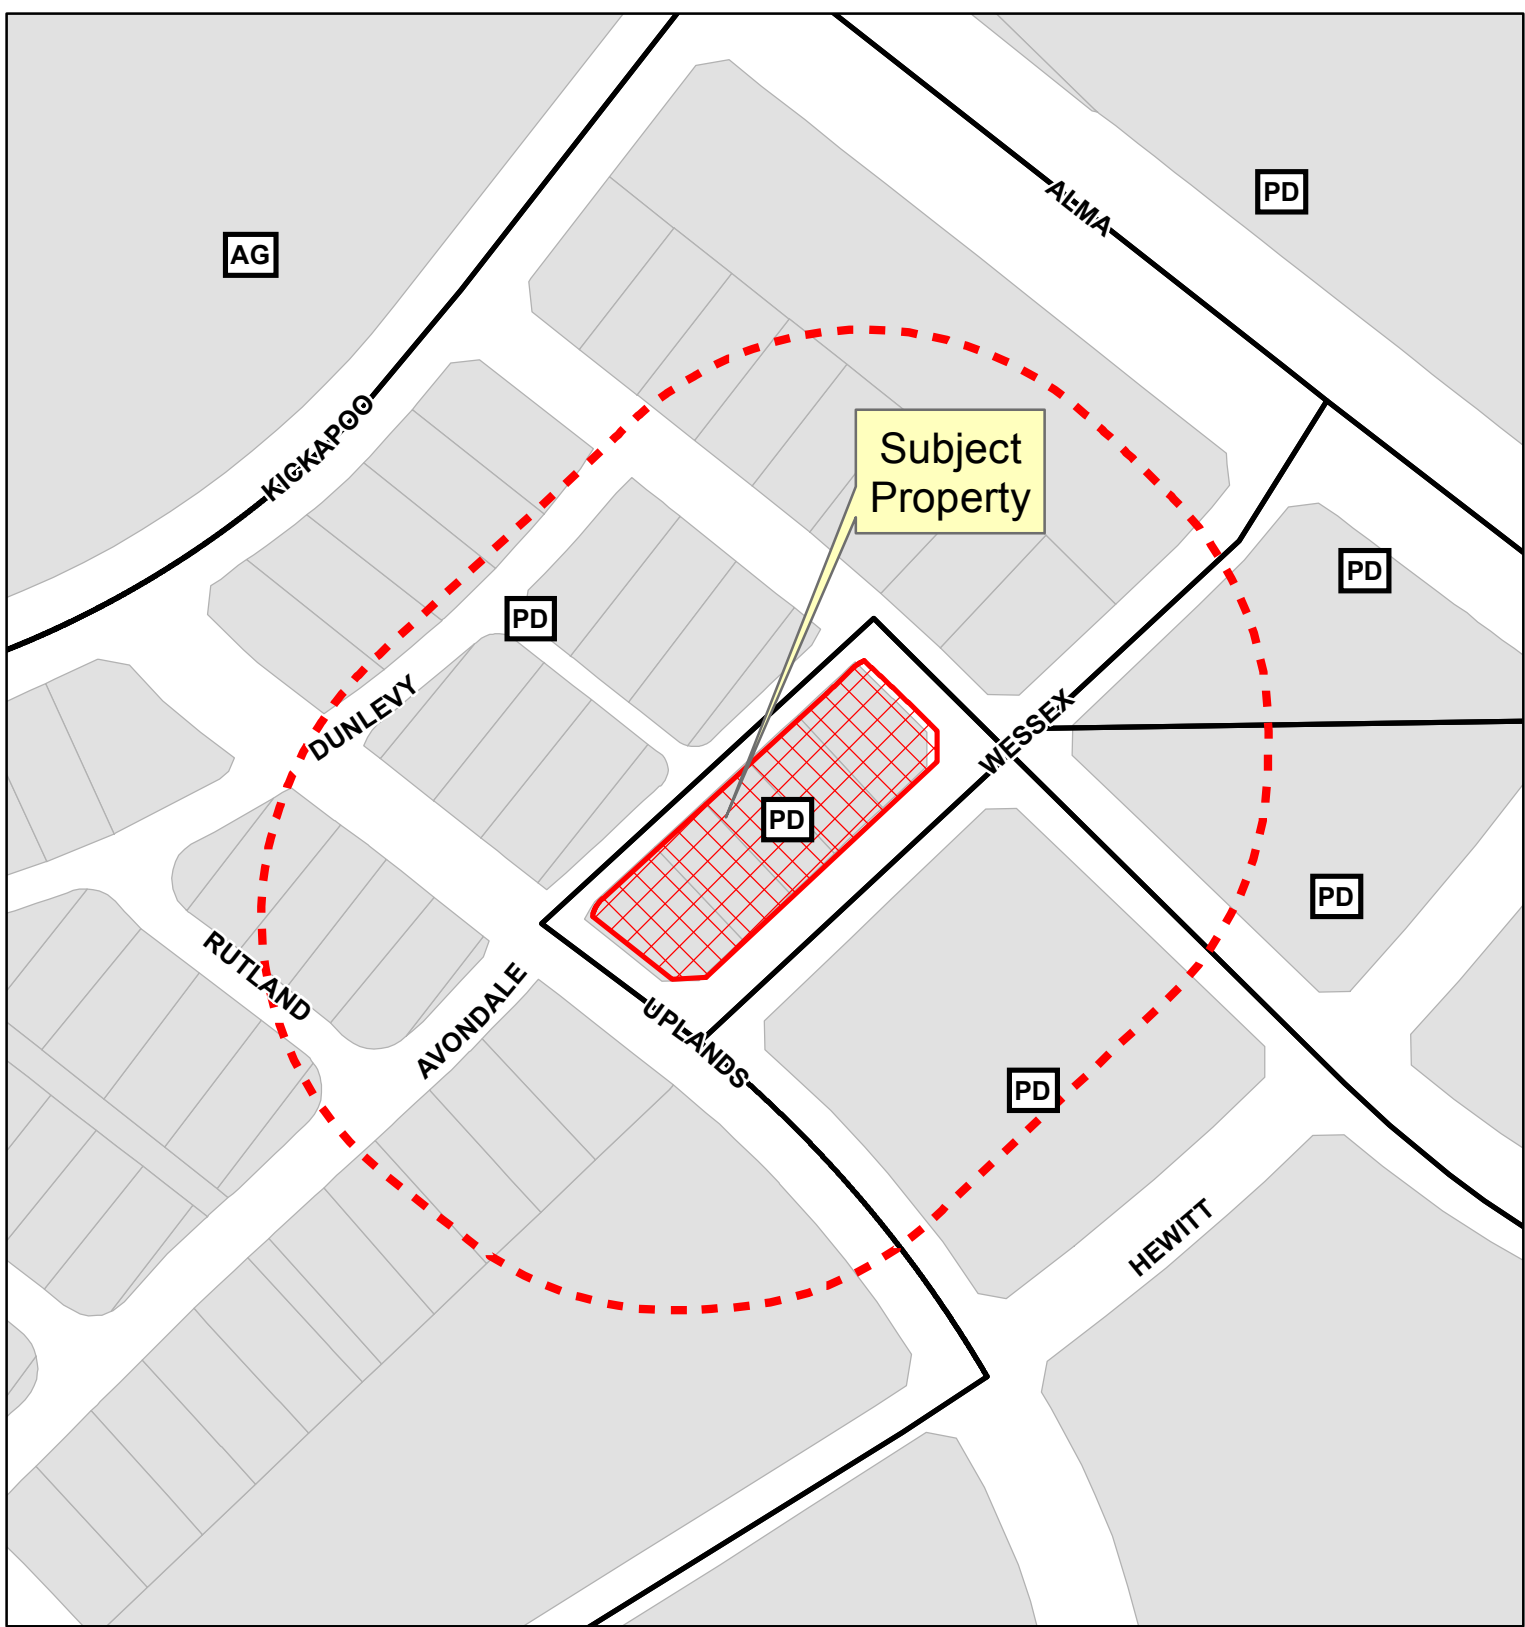 PD
ALMA
AG
KICKAPOO
Subject
Property
PD
PD
DUNLEVY
WESSEX
PD
PD
RUTLAND
AVONDALE
UPLANDS
PD
HEWITT